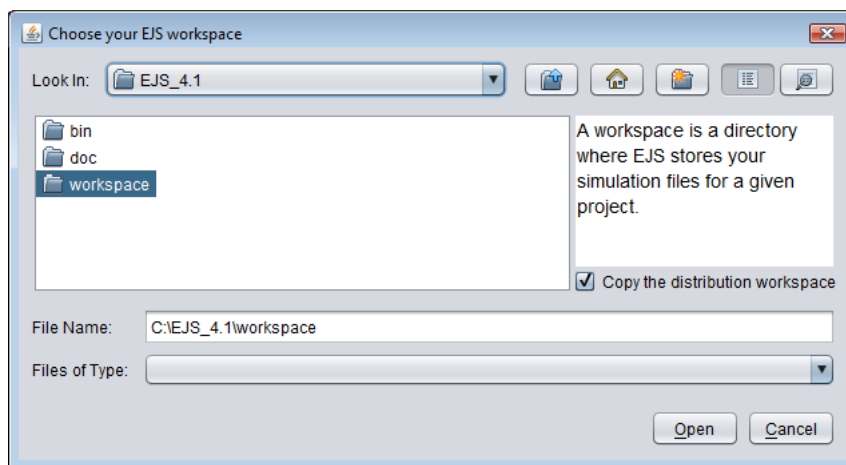 Choose your EJS workspace
Look In: EJS_4.1
bin
doc
workspace
A workspace is a directory
where EJS stores your
simulation files for a given
project.
Copy the distribution workspace
File Name: C:\EJS_4.1\workspace
Files of Type:
Open Cancel